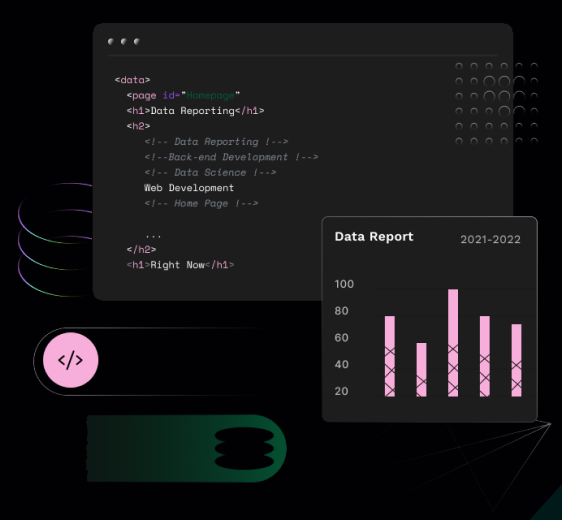 <data>
<page id="Homepage"
<h1>Data Reporting</h1>
<h2>
<!-- Data Reporting !-->
<!--Back-end Development !-->
<!-- Data Science !-->
Web Development
<!-- Home Page !-->
...
</h2>
<h1>Right Now</h1>
Data Report 2021-2022
100
80
60
40
20
</>